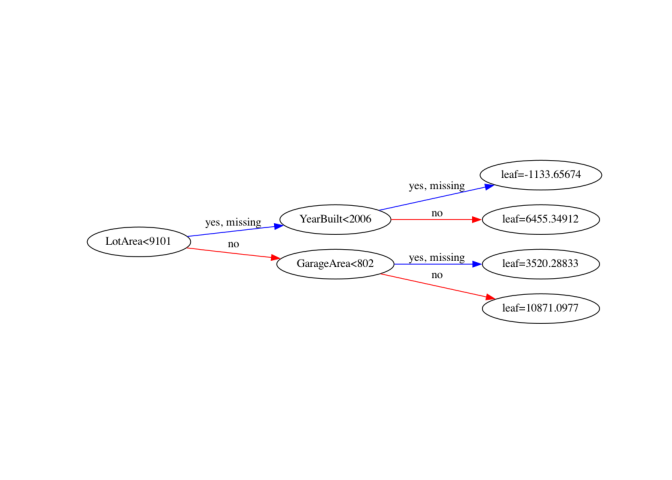 leaf=-1133.65674
yes, missing
YearBuilt<2006
no
leaf=6455.34912
yes, missing
LotArea<9101
no
GarageArea<802
yes, missing
leaf=3520.28833
no
leaf=10871.0977